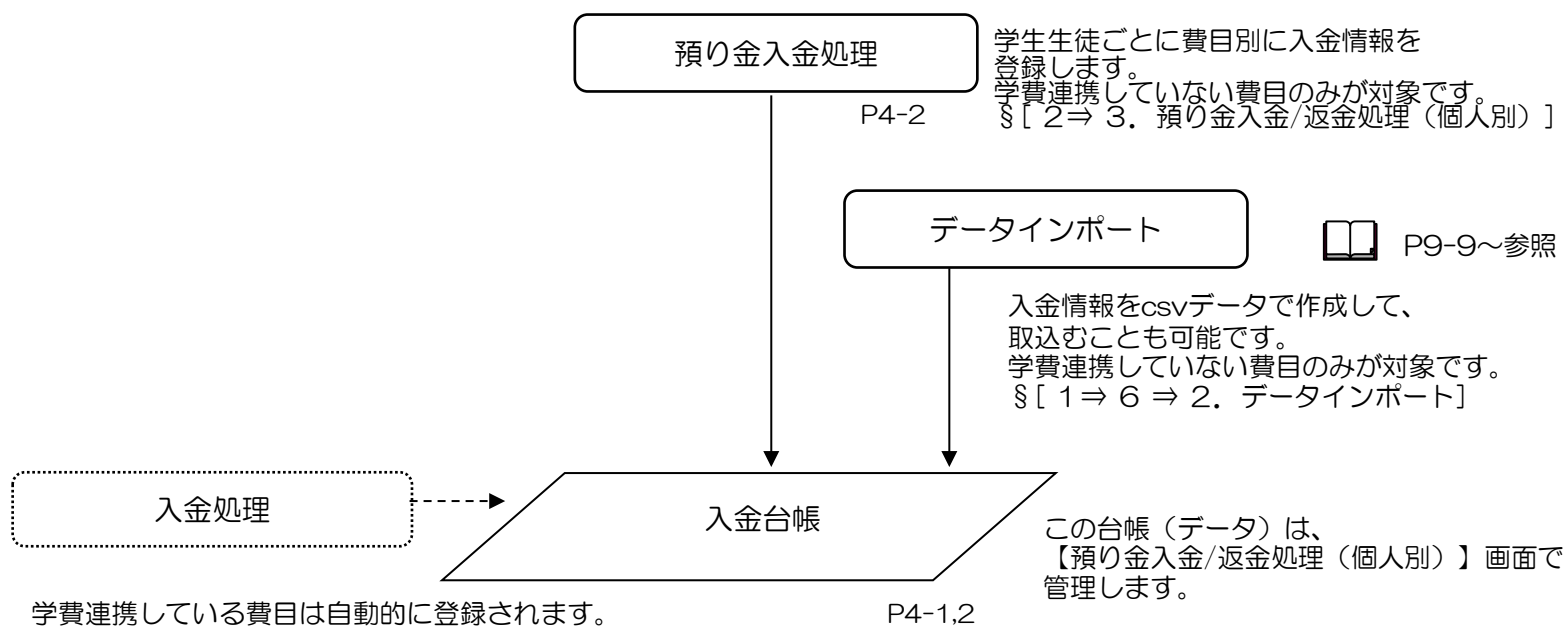 預り金入金処理
学生生徒ごとに費目別に入金情報を
登録します。
学費連携していない費目のみが対象です。
P4-2
§[ 2⇒ 3．預り金入金/返金処理（個人別）]
データインポート
P9-9～参照
入金情報をcsvデータで作成して、
取込むことも可能です。
学費連携していない費目のみが対象です。
§[ 1⇒ 6 ⇒ 2．データインポート]
入金処理
入金台帳
この台帳（データ）は、
【預り金入金/返金処理（個人別）】画面で
管理します。
学費連携している費目は自動的に登録されます。
P4-1,2